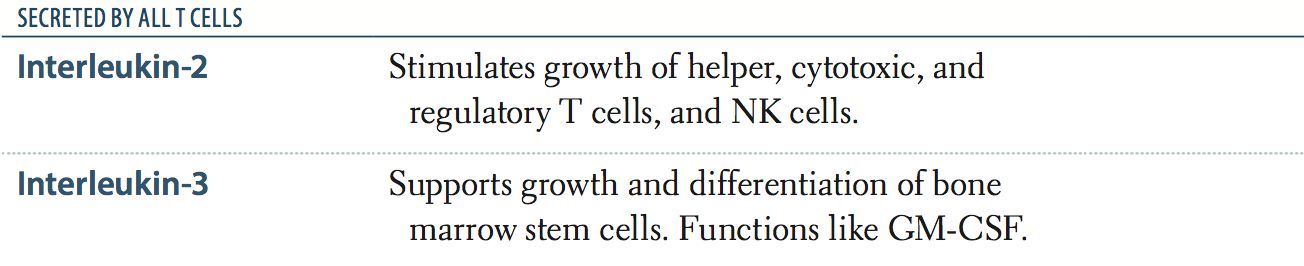 SECRETED BY ALL T CELLS
Interleukin-2 Stimulates growth of helper, cytotoxic, and
regulatory T cells, and NK cells.
Interleukin-3 Supports growth and differentiation of bone
marrow stem cells. Functions like GM-CSF.